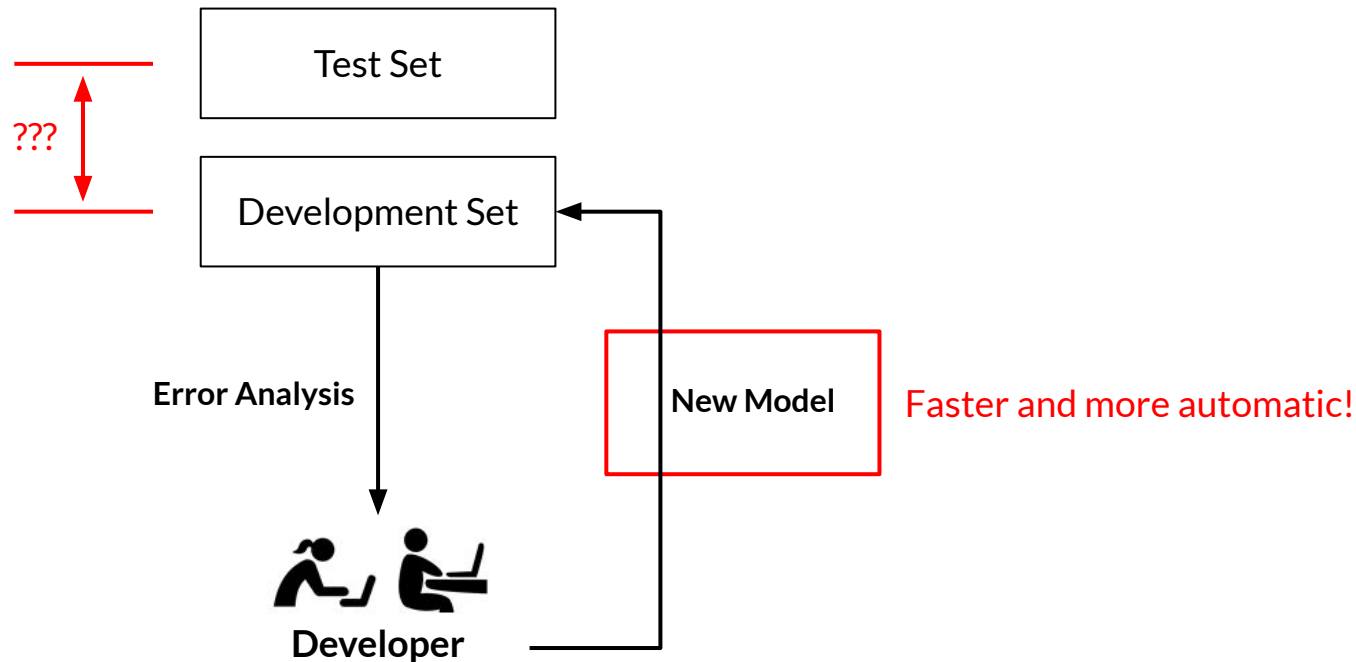 Test Set
???
Development Set
Error Analysis
New Model
Faster and more automatic!
Developer